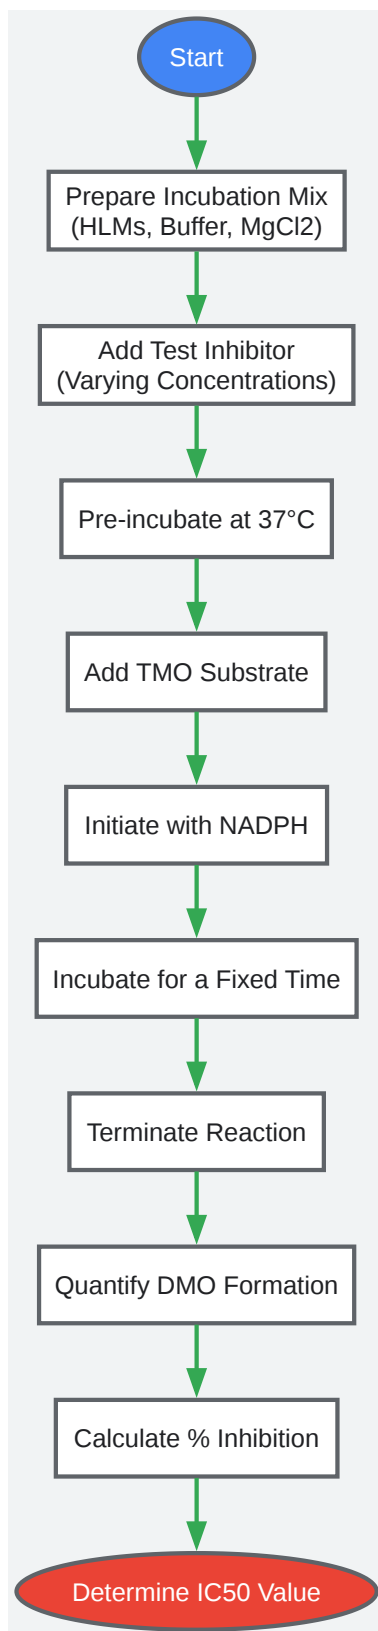 Start
Prepare Incubation Mix
(HLMs, Buffer, MgCl2)
Add Test Inhibitor
(Varying Concentrations)
Pre-incubate at 37°C
Add TMO Substrate
Initiate with NADPH
Incubate for a Fixed Time
Terminate Reaction
Quantify DMO Formation
Calculate % Inhibition
Determine IC50 Value